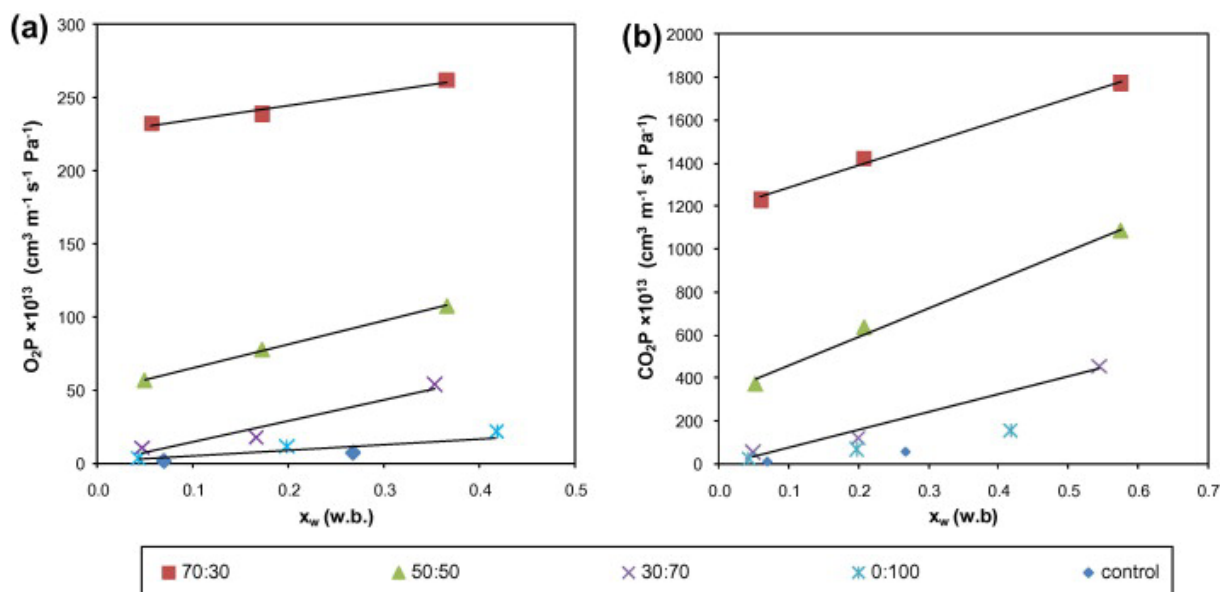 (a)
O₂P ×10¹³ (cm³ m⁻¹ s⁻¹ Pa⁻¹)
300
250
200
150
100
50
0
0.0 0.1 0.2 0.3 0.4 0.5
x_w (w.b.)
(b)
CO₂P ×10¹³ (cm³ m⁻¹ s⁻¹ Pa⁻¹)
2000
1800
1600
1400
1200
1000
800
600
400
200
0
0.0 0.1 0.2 0.3 0.4 0.5 0.6 0.7
x_w (w.b)
70:30 50:50 30:70 0:100 control